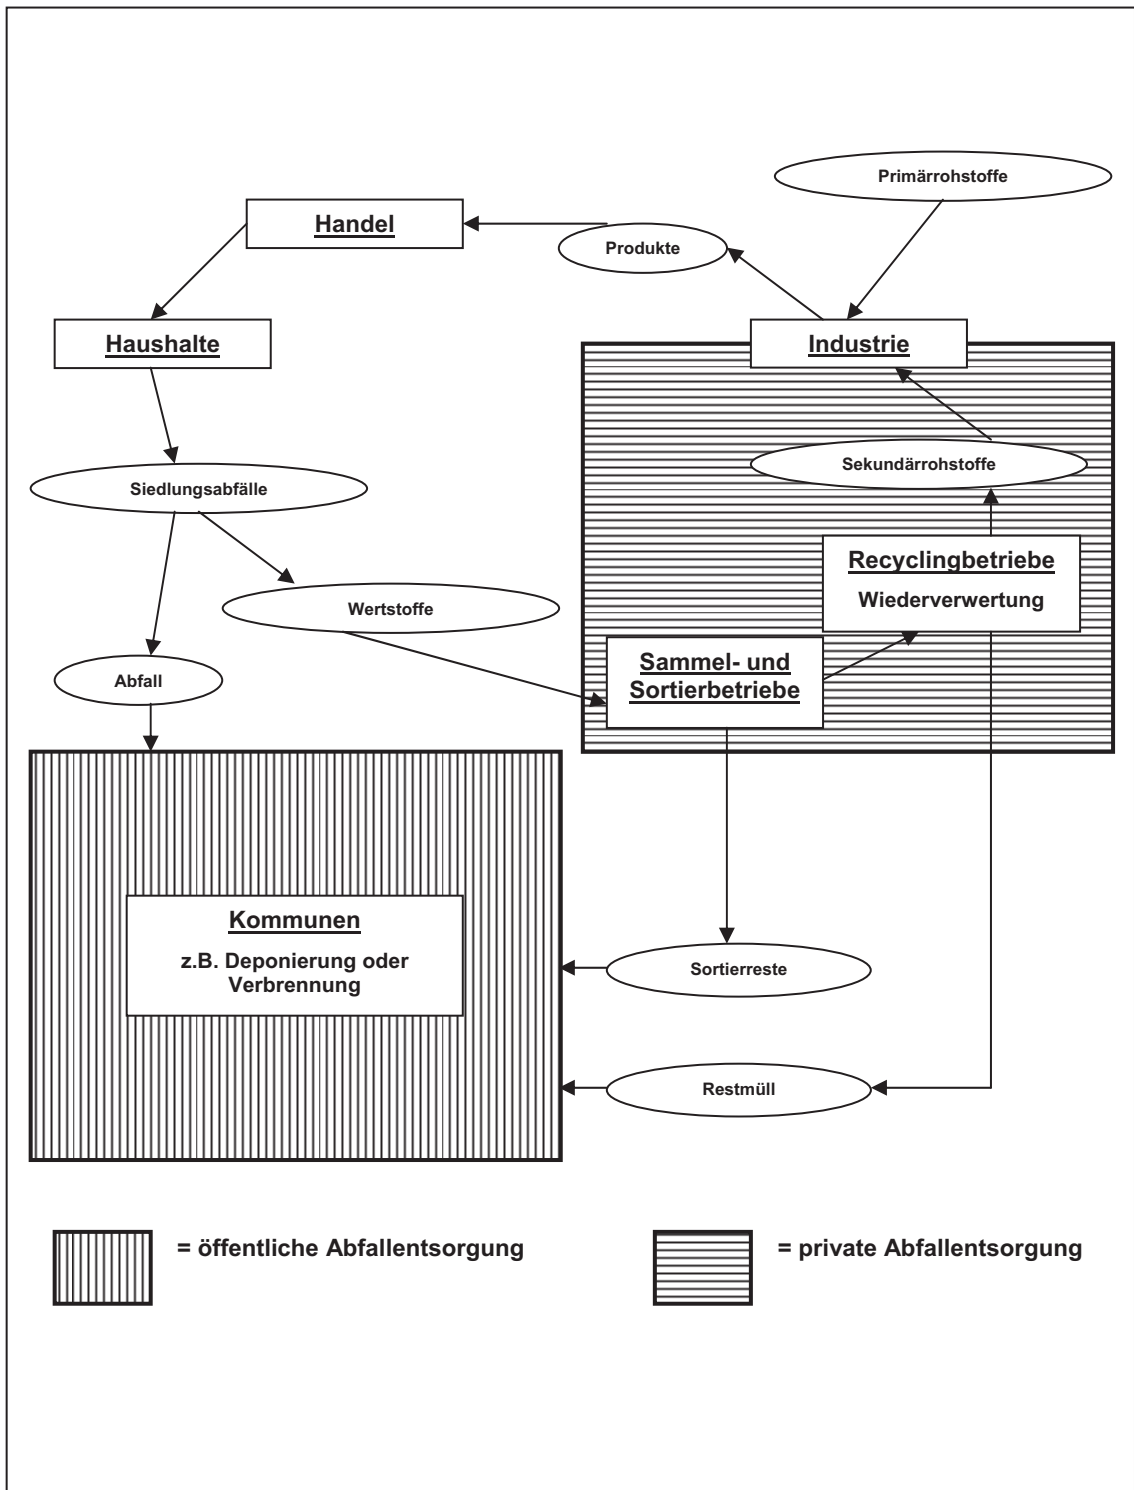 Primärrohstoffe
Handel
Produkte
Haushalte
Industrie
Sekundärrohstoffe
Siedlungsabfälle
Recyclingbetriebe
Wiederverwertung
Wertstoffe
Sammel- und
Sortierbetriebe
Abfall
Kommunen
z.B. Deponierung oder
Verbrennung
Sortierreste
Restmüll
= öffentliche Abfallentsorgung
= private Abfallentsorgung